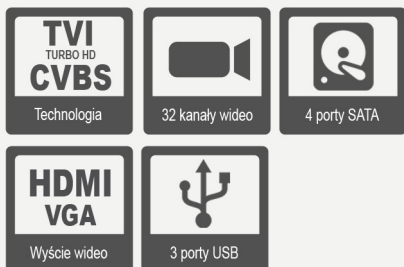 TVI
TURBO HD
CVBS
Technologia
32 kanały wideo
4 porty SATA
HDMI
VGA
Wyście wideo
3 porty USB